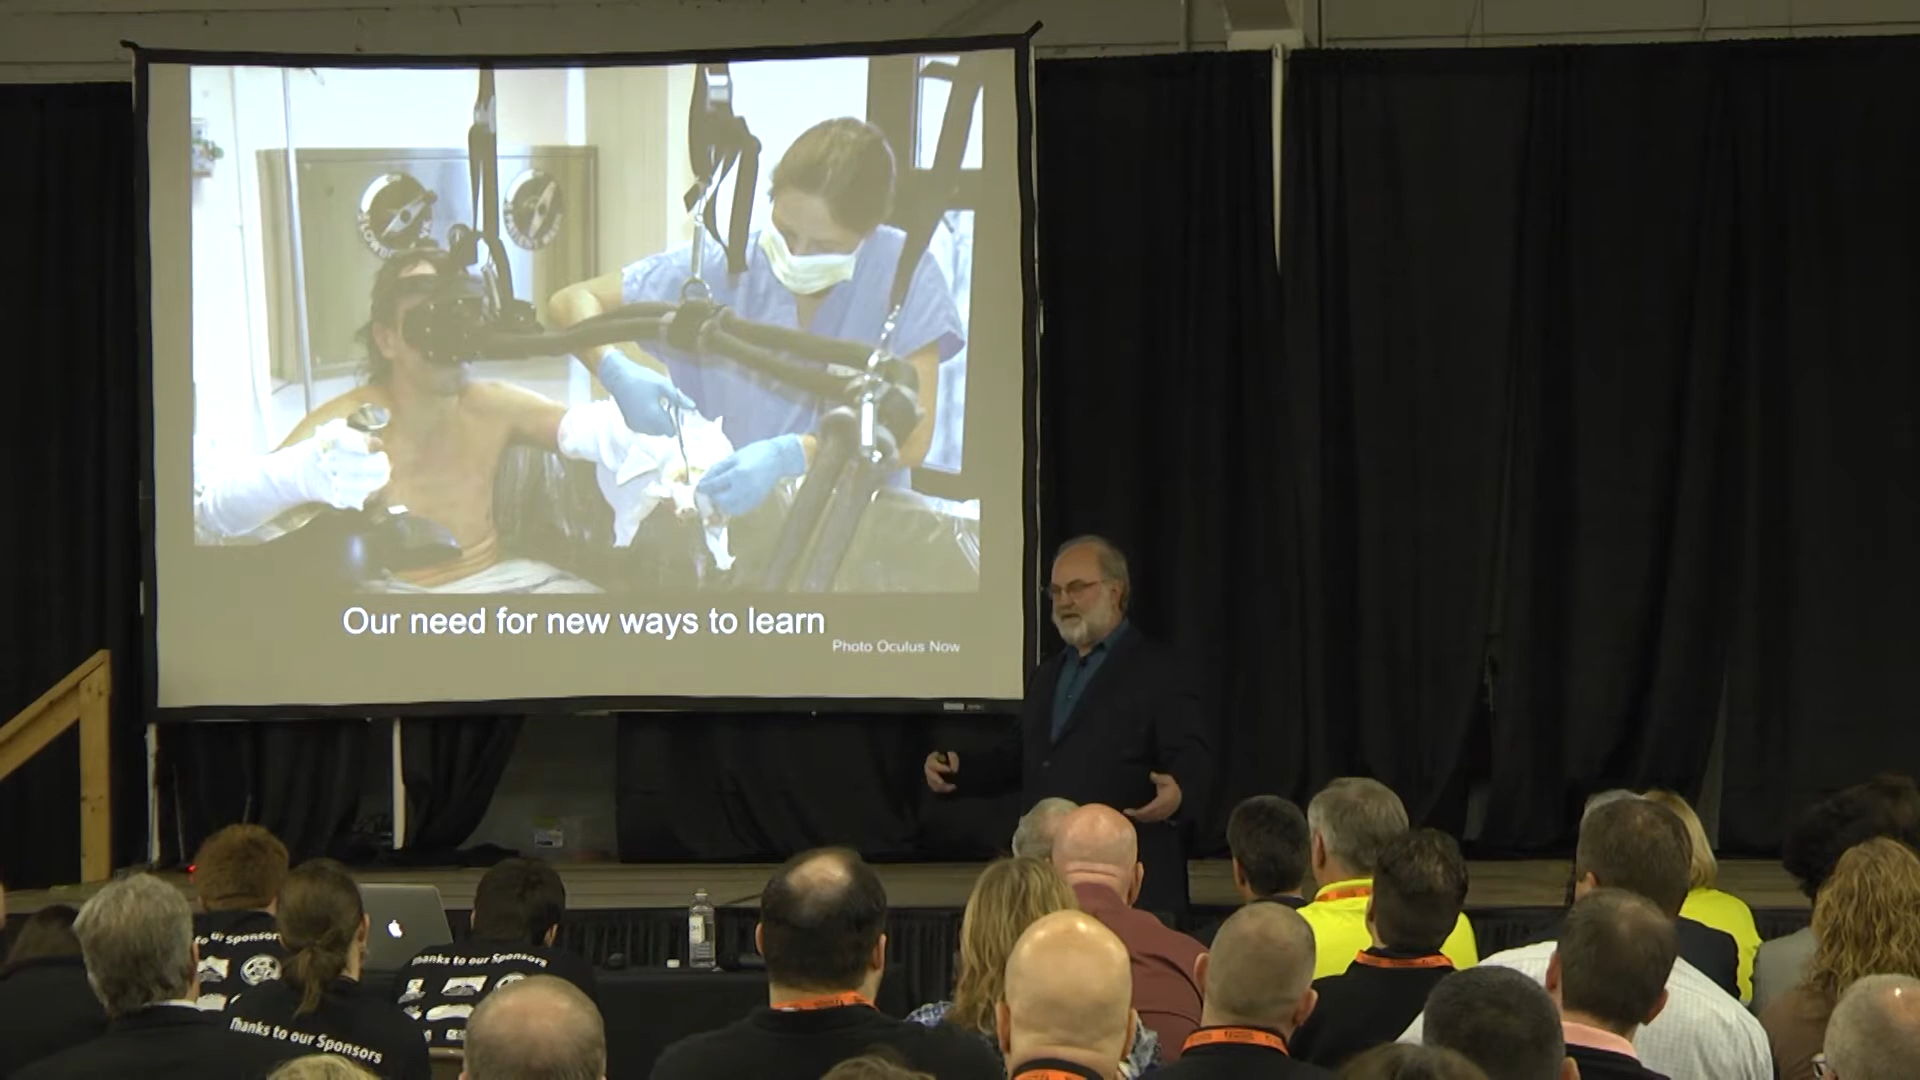 Our need for new ways to learn
Photo Oculus Now
to our Sponsors
Thanks to our Sponsors
Thanks to our Sponsors